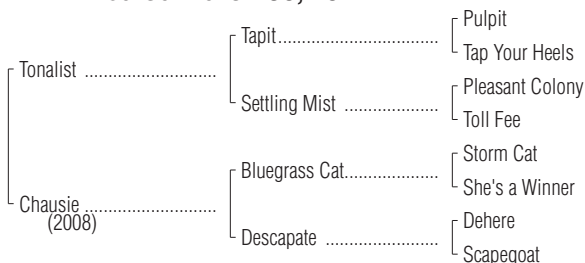 Pulpit
Tapit
Tap Your Heels
Tonalist
Pleasant Colony
Settling Mist
Toll Fee
Storm Cat
Bluegrass Cat
She's a Winner
Chausie
(2008)
Dehere
Descapate
Scapegoat